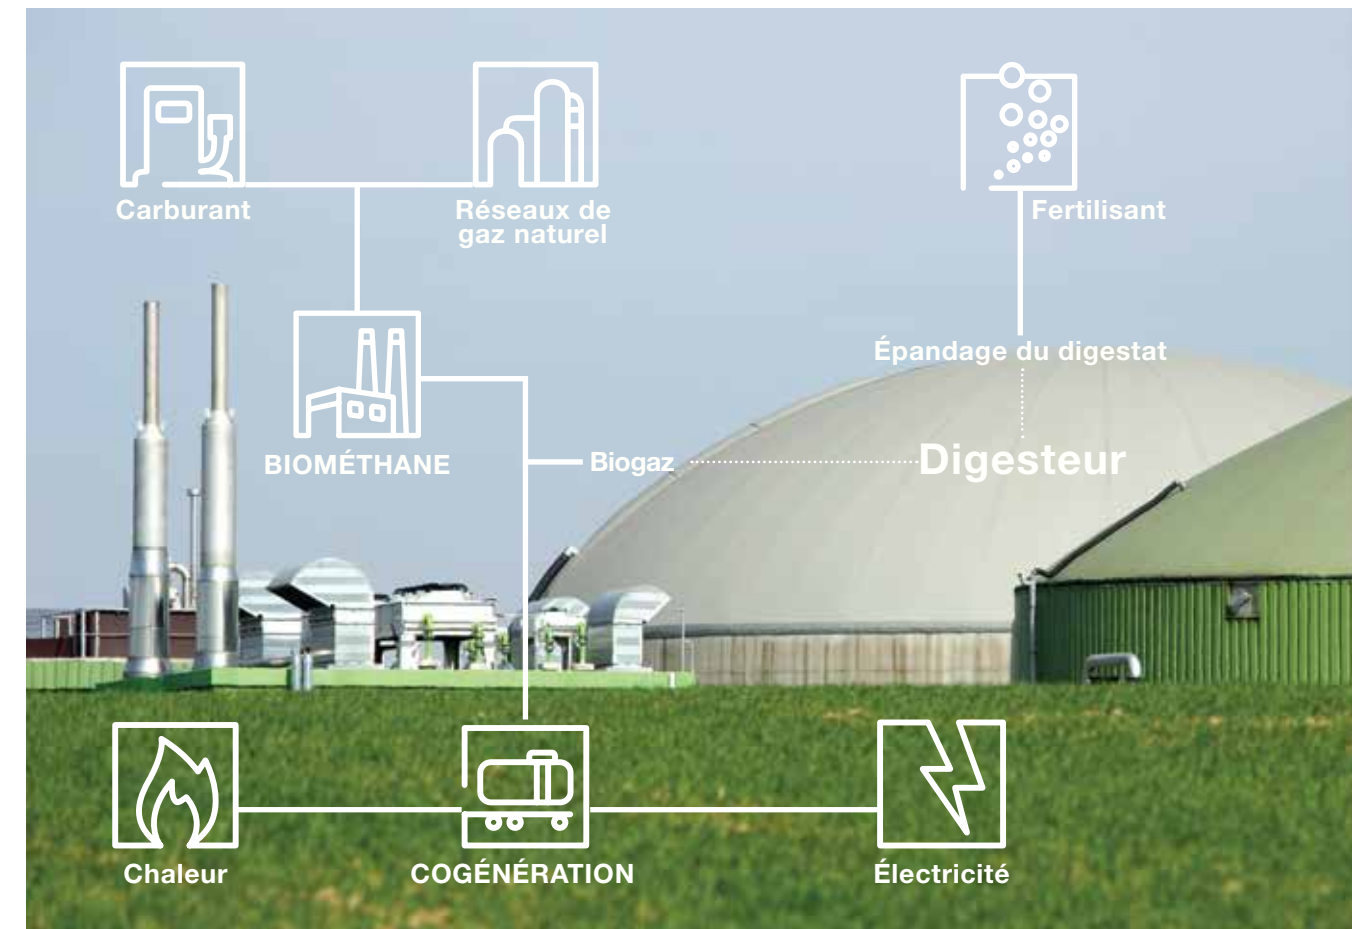 Carburant
Réseaux de
gaz naturel
Fertilisant
Épandage du digestat
BIOMÉTHANE
Biogaz
Digesteur
Chaleur
COGÉNÉRATION
Électricité